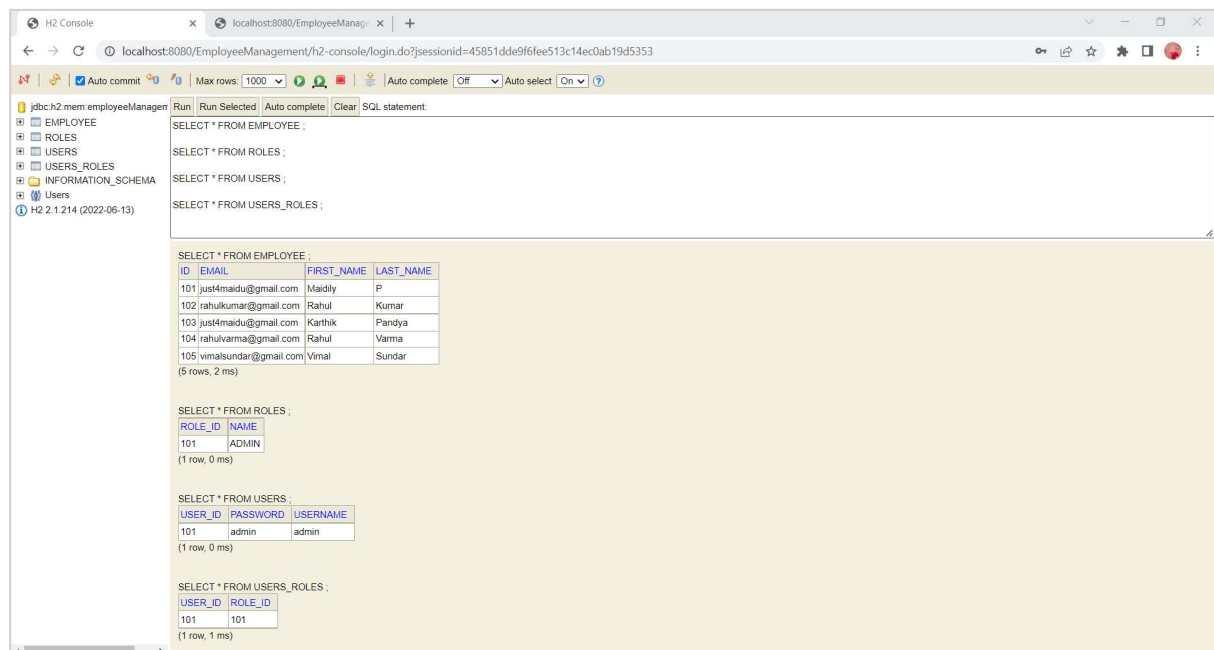 H2 Console
localhost:8080/EmployeeManage
localhost:8080/EmployeeManagement/h2-console/login.do?jsessionid=45851dde9f6fee513c14ec0ab19d5353
Auto commit Max rows: 1000 Auto complete Off Auto select On
jdbc:h2:mem:employeeManagem Run Run Selected Auto complete Clear SQL statement:
EMPLOYEE
ROLES
USERS
USERS_ROLES
INFORMATION_SCHEMA
Users
H2 2.1.214 (2022-06-13)
SELECT * FROM EMPLOYEE ;
SELECT * FROM ROLES ;
SELECT * FROM USERS ;
SELECT * FROM USERS_ROLES ;
SELECT * FROM EMPLOYEE ;
ID EMAIL FIRST_NAME LAST_NAME
101 just4maidu@gmail.com Maidily P
102 rahulkumar@gmail.com Rahul Kumar
103 just4maidu@gmail.com Karthik Pandya
104 rahulvarma@gmail.com Rahul Varma
105 vimalsundar@gmail.com Vimal Sundar
(5 rows, 2 ms)
SELECT * FROM ROLES ;
ROLE_ID NAME
101 ADMIN
(1 row, 0 ms)
SELECT * FROM USERS ;
USER_ID PASSWORD USERNAME
101 admin admin
(1 row, 0 ms)
SELECT * FROM USERS_ROLES ;
USER_ID ROLE_ID
101 101
(1 row, 1 ms)